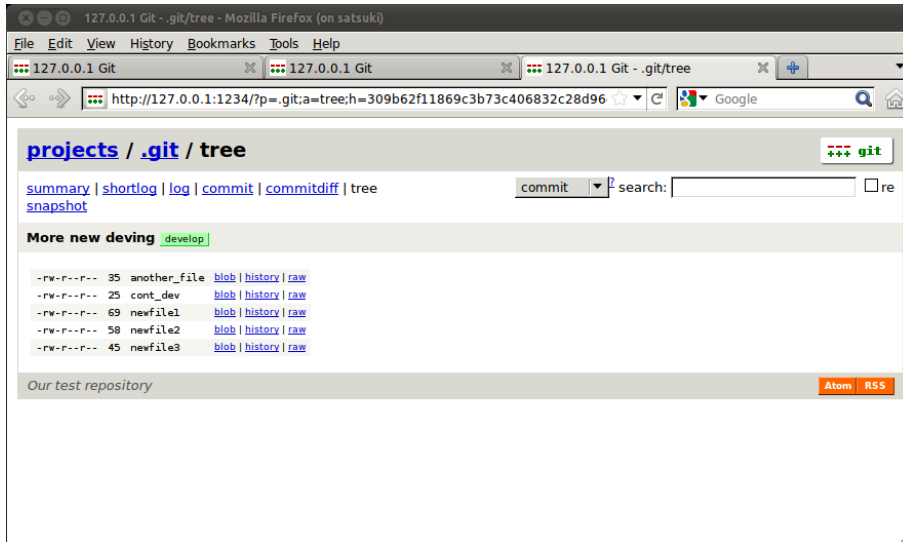 127.0.0.1 Git - .git/tree - Mozilla Firefox (on satsuki)
File Edit View History Bookmarks Tools Help
127.0.0.1 Git 127.0.0.1 Git 127.0.0.1 Git - .git/tree
http://127.0.0.1:1234/?p=.git;a=tree;h=309b62f11869c3b73c406832c28d96 Google
projects / .git / tree git
summary | shortlog | log | commit | commitdiff | tree commit ? search: re
snapshot
More new deving develop
-rw-r--r-- 35 another_file blob | history | raw
-rw-r--r-- 25 cont_dev blob | history | raw
-rw-r--r-- 69 newfile1 blob | history | raw
-rw-r--r-- 58 newfile2 blob | history | raw
-rw-r--r-- 45 newfile3 blob | history | raw
Our test repository Atom RSS